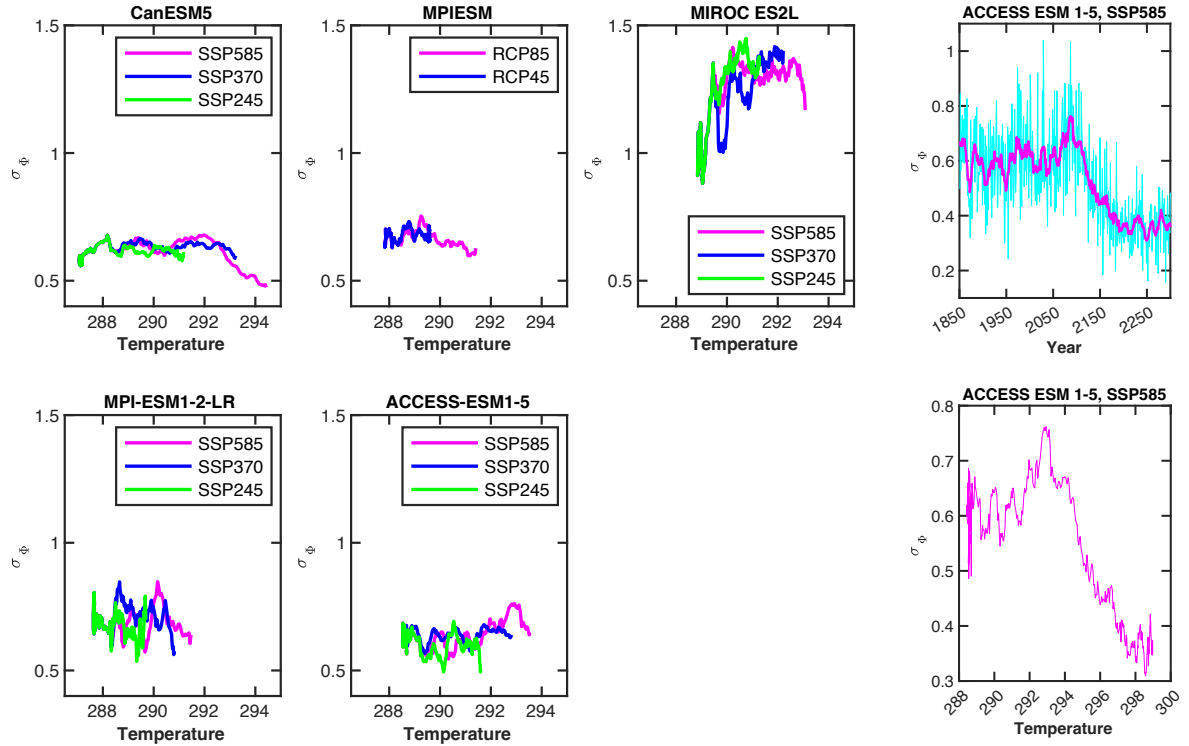 CanESM5
SSP585
SSP370
SSP245
1.5
1
0.5
σ Φ
288 290 292 294
Temperature
MPIESM
RCP85
RCP45
1.5
1
0.5
σ Φ
288 290 292 294
Temperature
MIROC ES2L
SSP585
SSP370
SSP245
1.5
1
0.5
σ Φ
288 290 292 294
Temperature
ACCESS ESM 1-5, SSP585
1
0.8
0.6
0.4
0.2
σ Φ
1850 1950 2050 2150 2250
Year
MPI-ESM1-2-LR
SSP585
SSP370
SSP245
1.5
1
0.5
σ Φ
288 290 292 294
Temperature
ACCESS-ESM1-5
SSP585
SSP370
SSP245
1.5
1
0.5
σ Φ
288 290 292 294
Temperature
ACCESS ESM 1-5, SSP585
0.8
0.7
0.6
0.5
0.4
0.3
σ Φ
288 290 292 294 296 298 300
Temperature